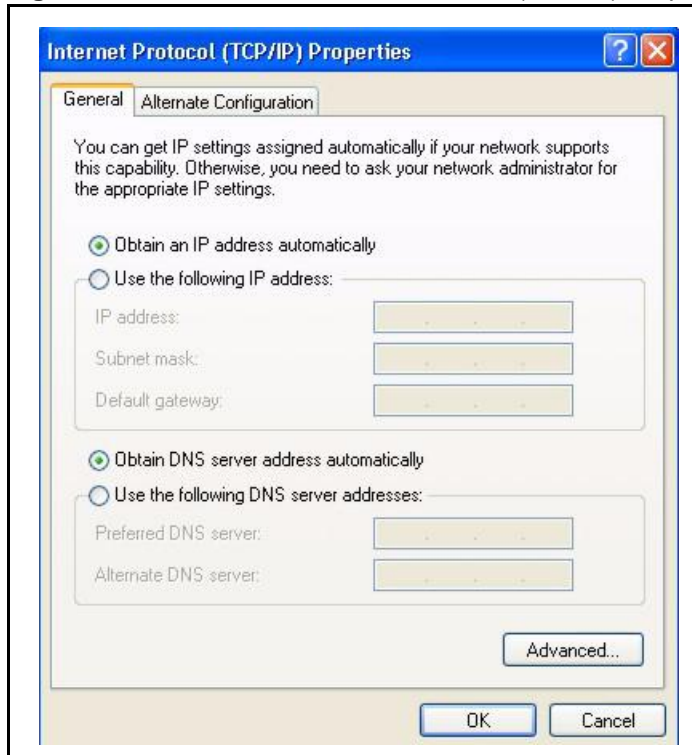 Internet Protocol (TCP/IP) Properties
General
Alternate Configuration
You can get IP settings assigned automatically if your network supports
this capability. Otherwise, you need to ask your network administrator for
the appropriate IP settings.
Obtain an IP address automatically
Use the following IP address:
IP address:
Subnet mask:
Default gateway:
Obtain DNS server address automatically
Use the following DNS server addresses:
Preferred DNS server:
Alternate DNS server:
Advanced...
OK
Cancel